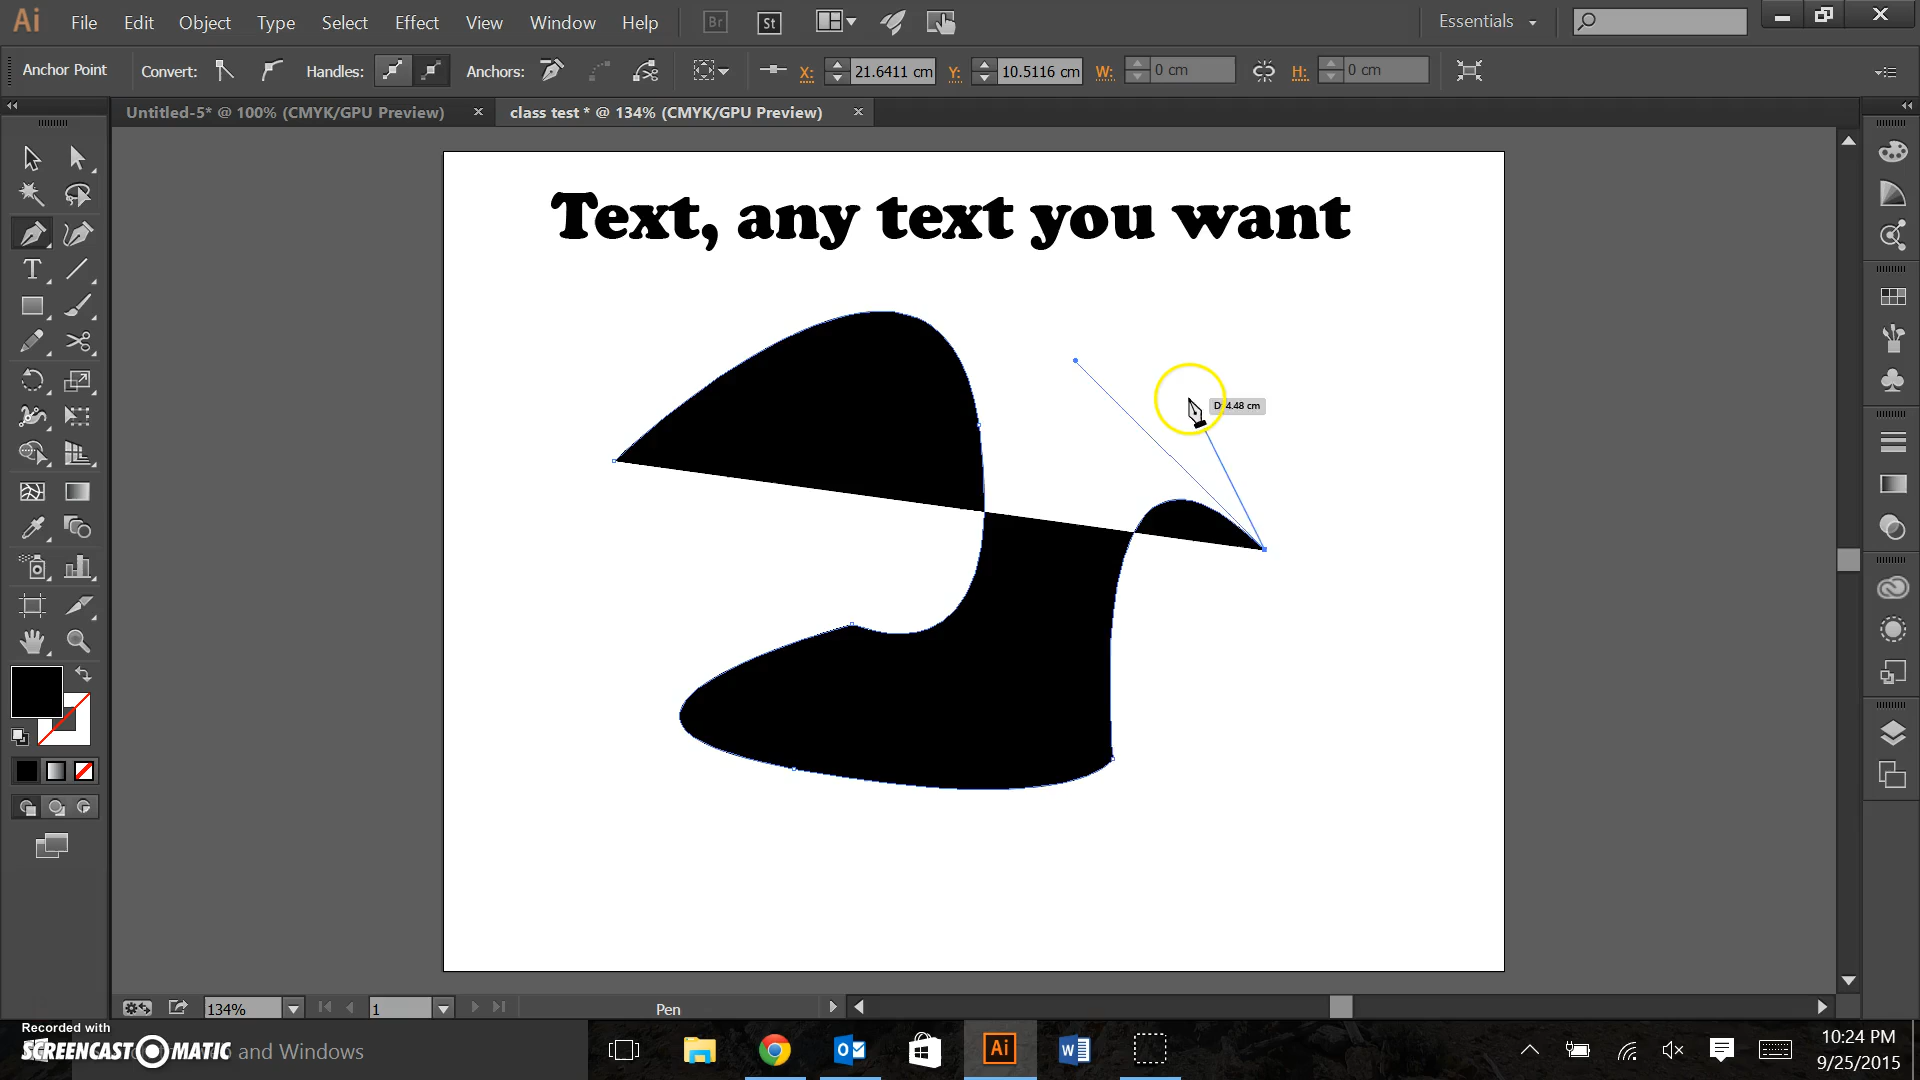 Ai File Edit Object Type Select Effect View Window Help Br St Essentials
Anchor Point Convert: Handles: Anchors: X: 21.6411 cm Y: 10.5116 cm W: 0 cm H: 0 cm
Untitled-5* @ 100% (CMYK/GPU Preview) class test * @ 134% (CMYK/GPU Preview)
Text, any text you want
4.48 cm
T
134% 1 Pen
Recorded with
SCREENCAST MATIC and Windows
Ai
10:24 PM
9/25/2015